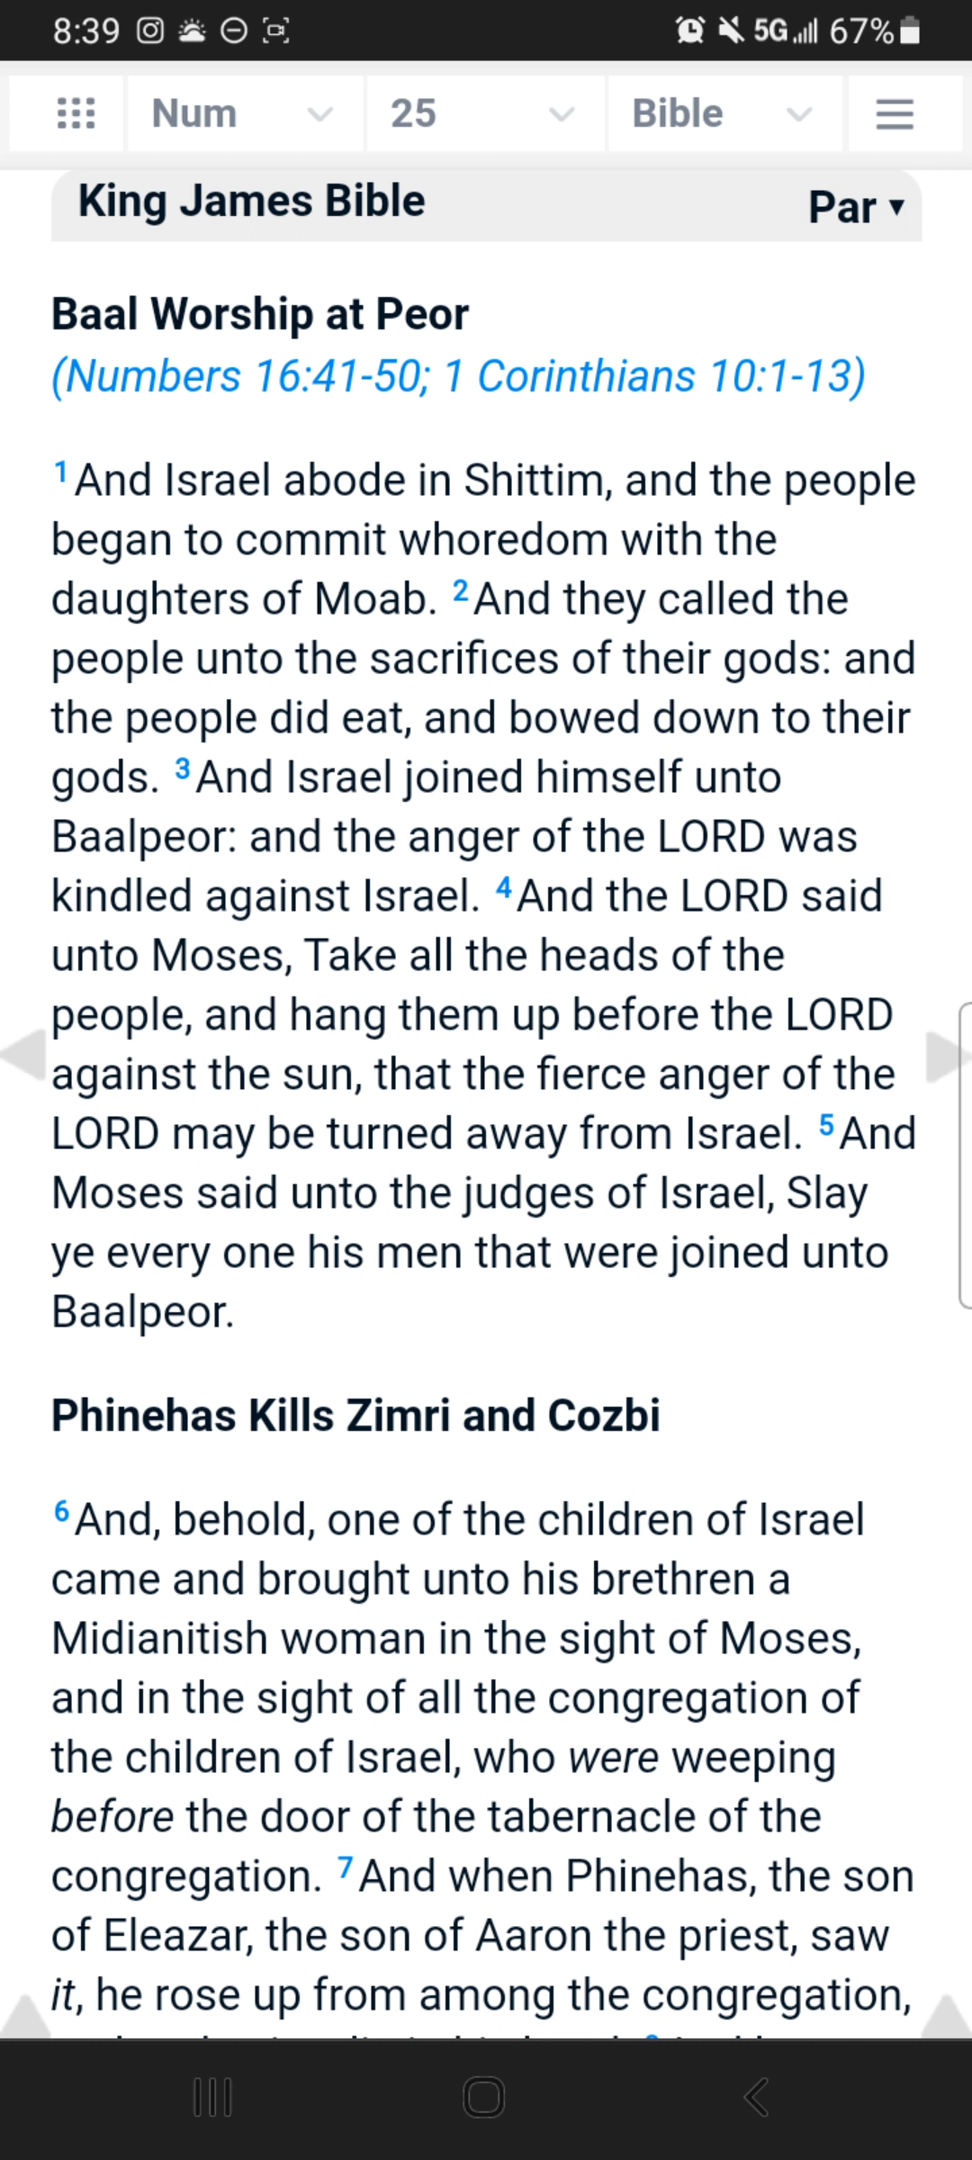 8:39 5G 67%
Num 25 Bible
King James Bible Par ▾
Baal Worship at Peor
(Numbers 16:41-50; 1 Corinthians 10:1-13)
1 And Israel abode in Shittim, and the people
began to commit whoredom with the
daughters of Moab. 2 And they called the
people unto the sacrifices of their gods: and
the people did eat, and bowed down to their
gods. 3 And Israel joined himself unto
Baalpeor: and the anger of the LORD was
kindled against Israel. 4 And the LORD said
unto Moses, Take all the heads of the
people, and hang them up before the LORD
against the sun, that the fierce anger of the
LORD may be turned away from Israel. 5 And
Moses said unto the judges of Israel, Slay
ye every one his men that were joined unto
Baalpeor.
Phinehas Kills Zimri and Cozbi
6 And, behold, one of the children of Israel
came and brought unto his brethren a
Midianitish woman in the sight of Moses,
and in the sight of all the congregation of
the children of Israel, who were weeping
before the door of the tabernacle of the
congregation. 7 And when Phinehas, the son
of Eleazar, the son of Aaron the priest, saw
it, he rose up from among the congregation,